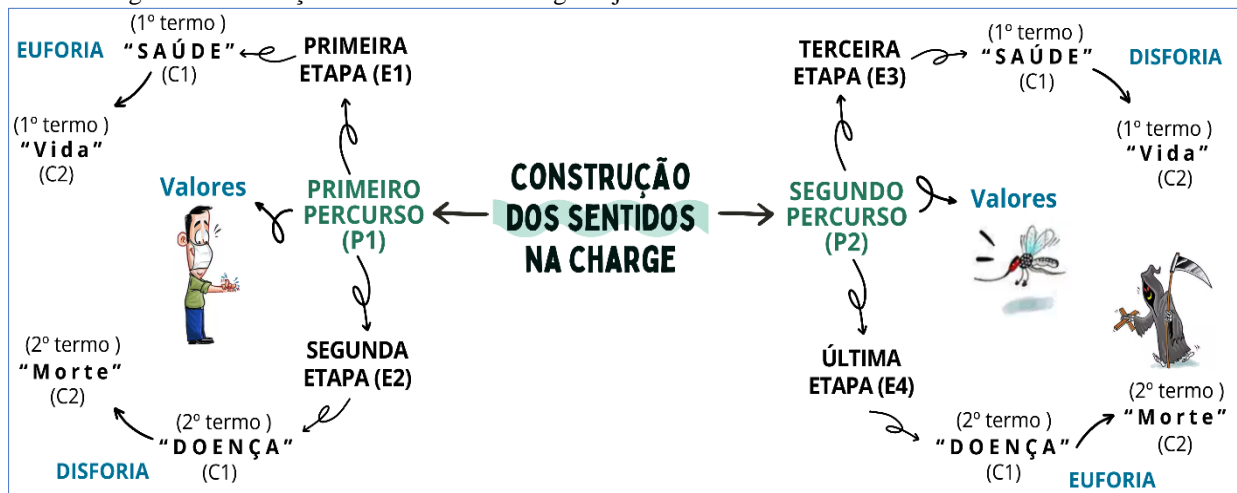 (1º termo )
EUFORIA
"SAÚDE"
(C1)
PRIMEIRA
ETAPA (E1)
(1º termo )
"Vida"
(C2)
Valores
PRIMEIRO
PERCURSO
(P1)
SEGUNDA
ETAPA (E2)
(2º termo )
"Morte"
(C2)
(2º termo )
"DOENÇA"
(C1)
DISFORIA
CONSTRUÇÃO
DOS SENTIDOS
NA CHARGE
TERCEIRA
ETAPA (E3)
(1º termo )
"SAÚDE"
(C1)
DISFORIA
(1º termo )
"Vida"
(C2)
SEGUNDO
PERCURSO
(P2)
Valores
ÚLTIMA
ETAPA (E4)
(2º termo )
"DOENÇA"
(C1)
(2º termo )
"Morte"
(C2)
EUFORIA